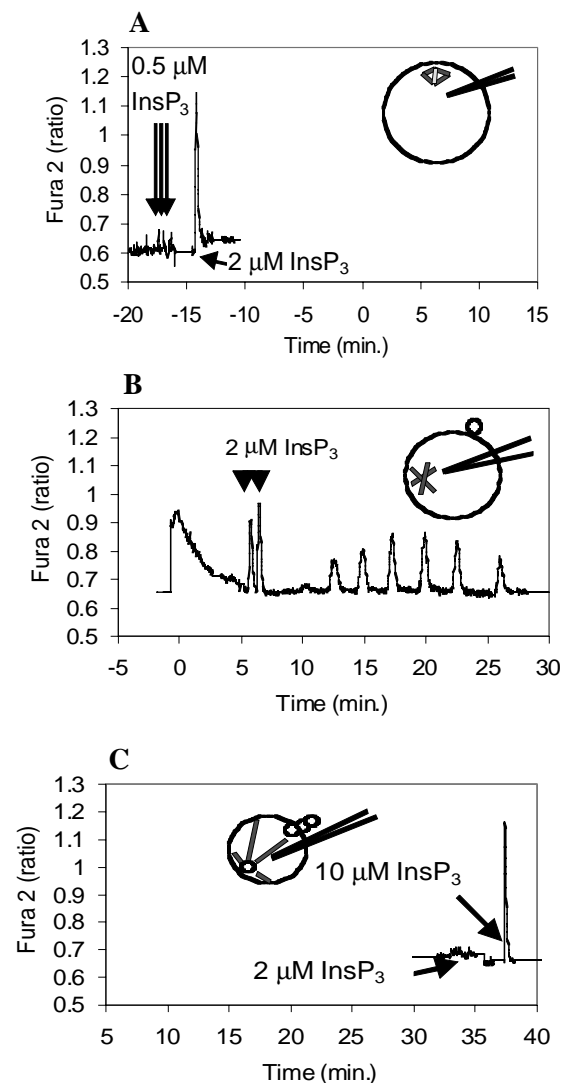 A
1.3
1.2
1.1
1
0.9
0.8
0.7
0.6
0.5
Fura 2 (ratio)
0.5 μM
InsP₃
2 μM InsP₃
-20 -15 -10 -5 0 5 10 15
Time (min.)
B
1.3
1.2
1.1
1
0.9
0.8
0.7
0.6
0.5
Fura 2 (ratio)
2 μM InsP₃
-5 0 5 10 15 20 25 30
Time (min.)
C
1.3
1.2
1.1
1
0.9
0.8
0.7
0.6
0.5
Fura 2 (ratio)
10 μM InsP₃
2 μM InsP₃
5 10 15 20 25 30 35 40
Time (min.)